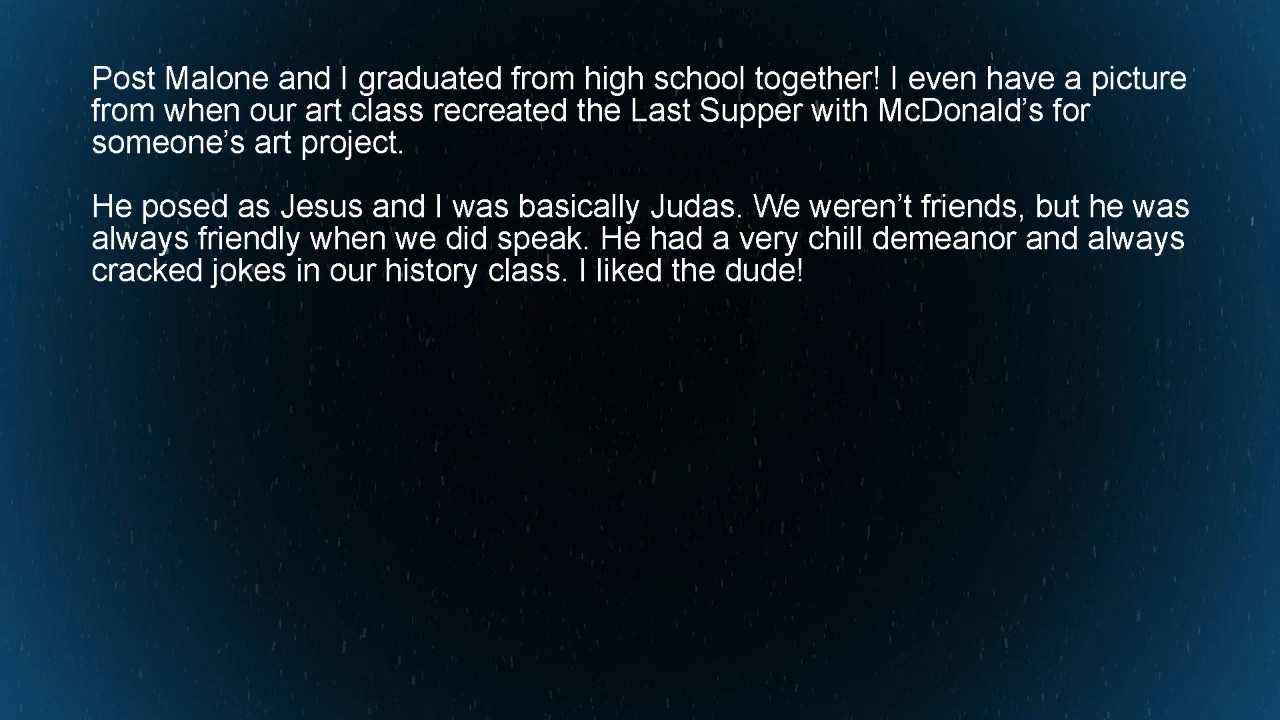 Post Malone and I graduated from high school together! I even have a picture
from when our art class recreated the Last Supper with McDonald’s for
someone’s art project.
He posed as Jesus and I was basically Judas. We weren’t friends, but he was
always friendly when we did speak. He had a very chill demeanor and always
cracked jokes in our history class. I liked the dude!